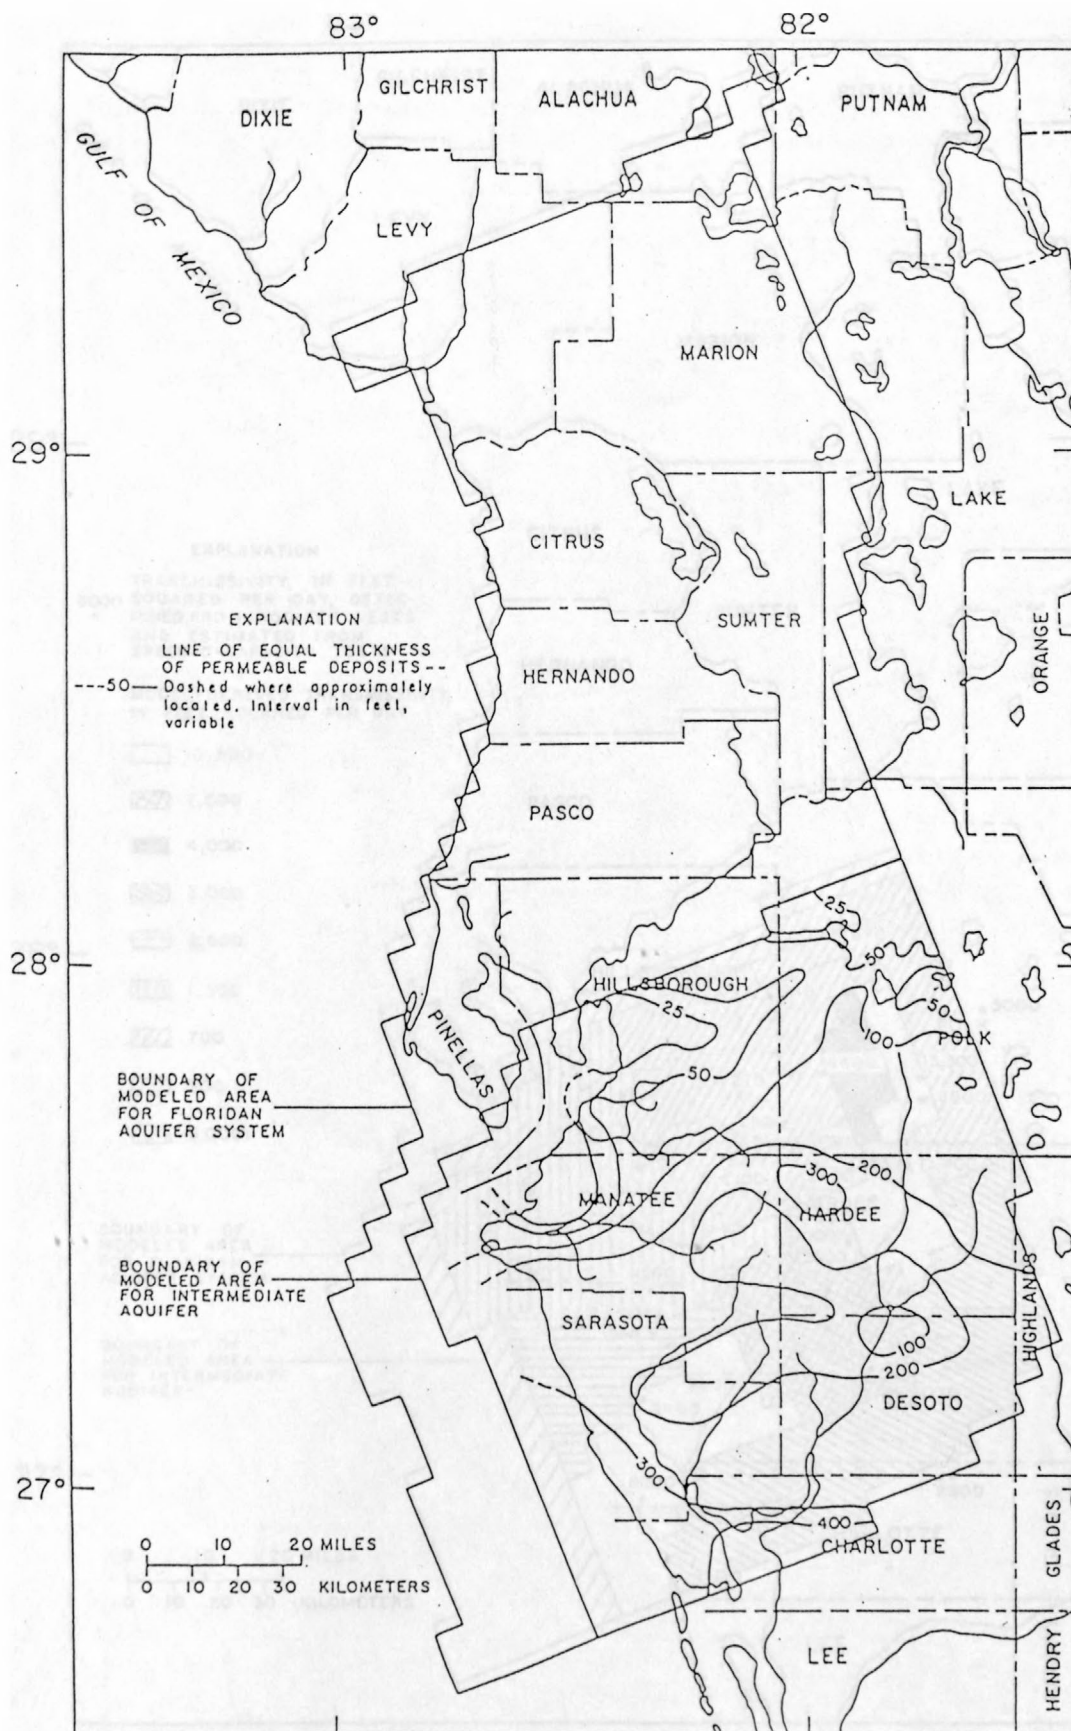 83°
82°
GILCHRIST
ALACHUA
PUTNAM
DIXIE
GULF OF MEXICO
LEVY
MARION
29°
LAKE
CITRUS
EXPLANATION
LINE OF EQUAL THICKNESS
OF PERMEABLE DEPOSITS--
---50— Dashed where approximately
located. Interval in feet,
variable
SUMTER
ORANGE
HERNANDO
PASCO
25
28°
50
HILLSBOROUGH
25
50
100
POLK
PINELLAS
50
BOUNDARY OF
MODELED AREA
FOR FLORIDAN
AQUIFER SYSTEM
200
300
MANATEE
HARDEE
BOUNDARY OF
MODELED AREA
FOR INTERMEDIATE
AQUIFER
HIGHLANDS
SARASOTA
100
200
DESOTO
300
27°
400
CHARLOTTE
GLADES
0 10 20 MILES
0 10 20 30 KILOMETERS
LEE
HENDRY